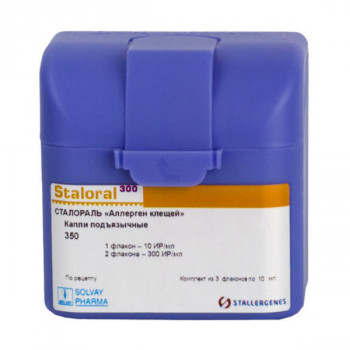 Staloral 300
СТАЛОРАЛЬ «Аллерген клещей»
Капли подъязычные
350
1 флакон – 10 ИР/мл
2 флакона – 300 ИР/мл
По рецепту
Комплект из 3 флаконов по 10 мл
SOLVAY
PHARMA
STALLERGENES